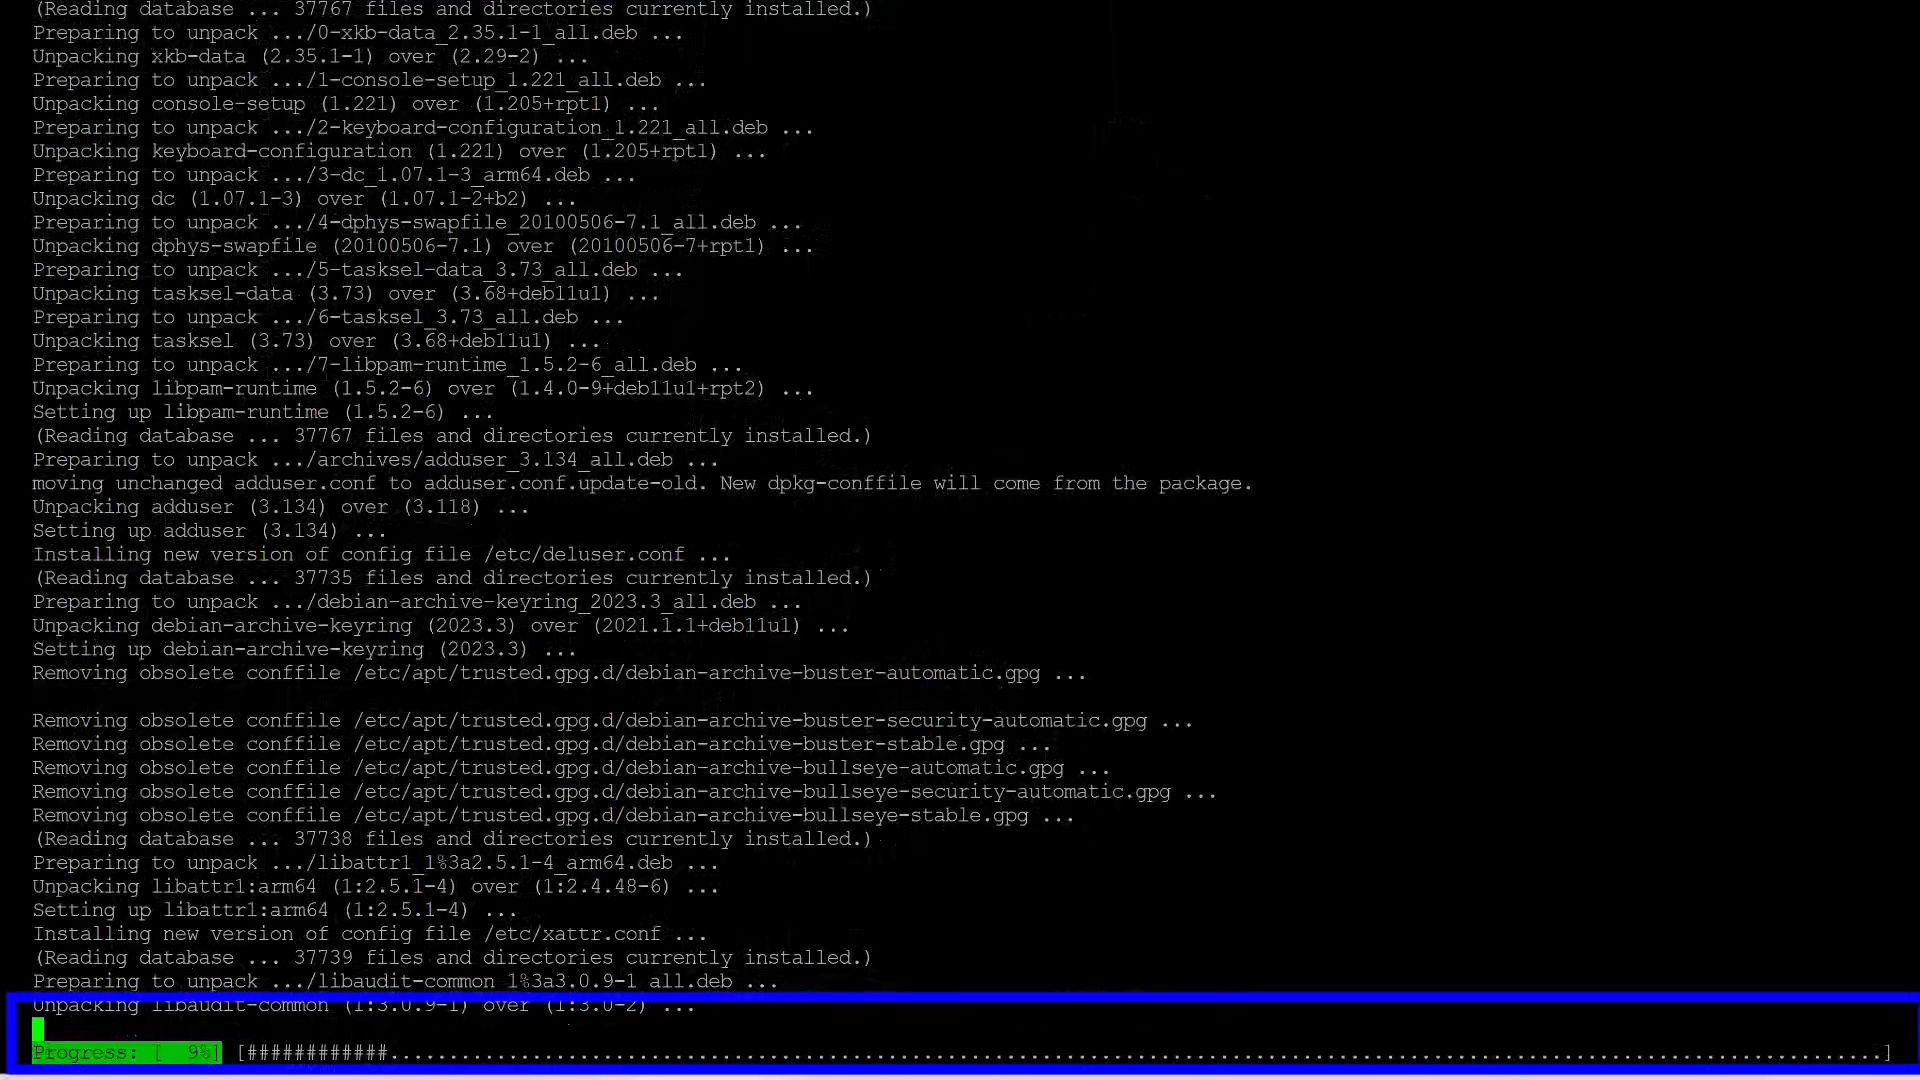 (Reading database ... 37767 files and directories currently installed.)
Preparing to unpack .../0-xkb-data_2.35.1-1_all.deb ...
Unpacking xkb-data (2.35.1-1) over (2.29-2) ...
Preparing to unpack .../1-console-setup_1.221_all.deb ...
Unpacking console-setup (1.221) over (1.205+rpt1) ...
Preparing to unpack .../2-keyboard-configuration_1.221_all.deb ...
Unpacking keyboard-configuration (1.221) over (1.205+rpt1) ...
Preparing to unpack .../3-dc_1.07.1-3_arm64.deb ...
Unpacking dc (1.07.1-3) over (1.07.1-2+b2) ...
Preparing to unpack .../4-dphys-swapfile_20100506-7.1_all.deb ...
Unpacking dphys-swapfile (20100506-7.1) over (20100506-7+rpt1) ...
Preparing to unpack .../5-tasksel-data_3.73_all.deb ...
Unpacking tasksel-data (3.73) over (3.68+deb11u1) ...
Preparing to unpack .../6-tasksel_3.73_all.deb ...
Unpacking tasksel (3.73) over (3.68+deb11u1) ...
Preparing to unpack .../7-libpam-runtime_1.5.2-6_all.deb ...
Unpacking libpam-runtime (1.5.2-6) over (1.4.0-9+deb11u1+rpt2) ...
Setting up libpam-runtime (1.5.2-6) ...
(Reading database ... 37767 files and directories currently installed.)
Preparing to unpack .../archives/adduser_3.134_all.deb ...
moving unchanged adduser.conf to adduser.conf.update-old. New dpkg-conffile will come from the package.
Unpacking adduser (3.134) over (3.118) ...
Setting up adduser (3.134) ...
Installing new version of config file /etc/deluser.conf ...
(Reading database ... 37735 files and directories currently installed.)
Preparing to unpack .../debian-archive-keyring_2023.3_all.deb ...
Unpacking debian-archive-keyring (2023.3) over (2021.1.1+deb11u1) ...
Setting up debian-archive-keyring (2023.3) ...
Removing obsolete conffile /etc/apt/trusted.gpg.d/debian-archive-buster-automatic.gpg ...
Removing obsolete conffile /etc/apt/trusted.gpg.d/debian-archive-buster-security-automatic.gpg ...
Removing obsolete conffile /etc/apt/trusted.gpg.d/debian-archive-buster-stable.gpg ...
Removing obsolete conffile /etc/apt/trusted.gpg.d/debian-archive-bullseye-automatic.gpg ...
Removing obsolete conffile /etc/apt/trusted.gpg.d/debian-archive-bullseye-security-automatic.gpg ...
Removing obsolete conffile /etc/apt/trusted.gpg.d/debian-archive-bullseye-stable.gpg ...
(Reading database ... 37738 files and directories currently installed.)
Preparing to unpack .../libattr1_1%3a2.5.1-4_arm64.deb ...
Unpacking libattr1:arm64 (1:2.5.1-4) over (1:2.4.48-6) ...
Setting up libattr1:arm64 (1:2.5.1-4) ...
Installing new version of config file /etc/xattr.conf ...
(Reading database ... 37739 files and directories currently installed.)
Preparing to unpack .../libaudit-common_1%3a3.0.9-1_all.deb ...
Unpacking libaudit-common (1:3.0.9-1) over (1:3.0-2) ...
Progress: [  9%] [############..............................................................................................................................]